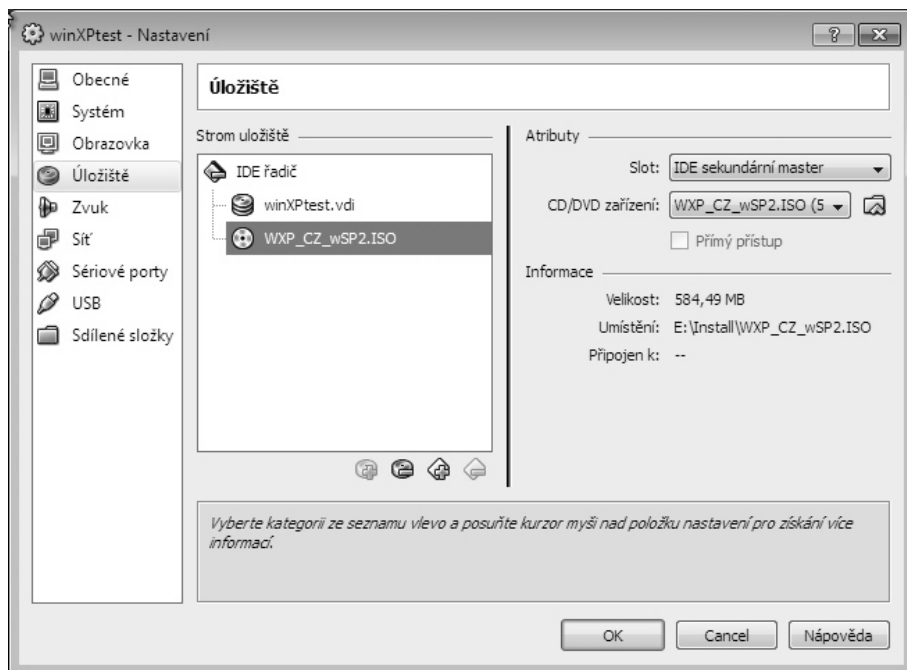 winXPtest - Nastavení
Obecné
Systém
Obrazovka
Úložiště
Zvuk
Síť
Sériové porty
USB
Sdílené složky
Úložiště
Strom uložiště
IDE řadič
winXPtest.vdi
WXP_CZ_wSP2.ISO
Atributy
Slot: IDE sekundární master
CD/DVD zařízení: WXP_CZ_wSP2.ISO (5
Přímý přístup
Informace
Velikost: 584,49 MB
Umístění: E:\Install\WXP_CZ_wSP2.ISO
Připojen k: --
Vyberte kategorii ze seznamu vlevo a posuňte kurzor myši nad položku nastavení pro získání více
informací.
OK Cancel Nápověda